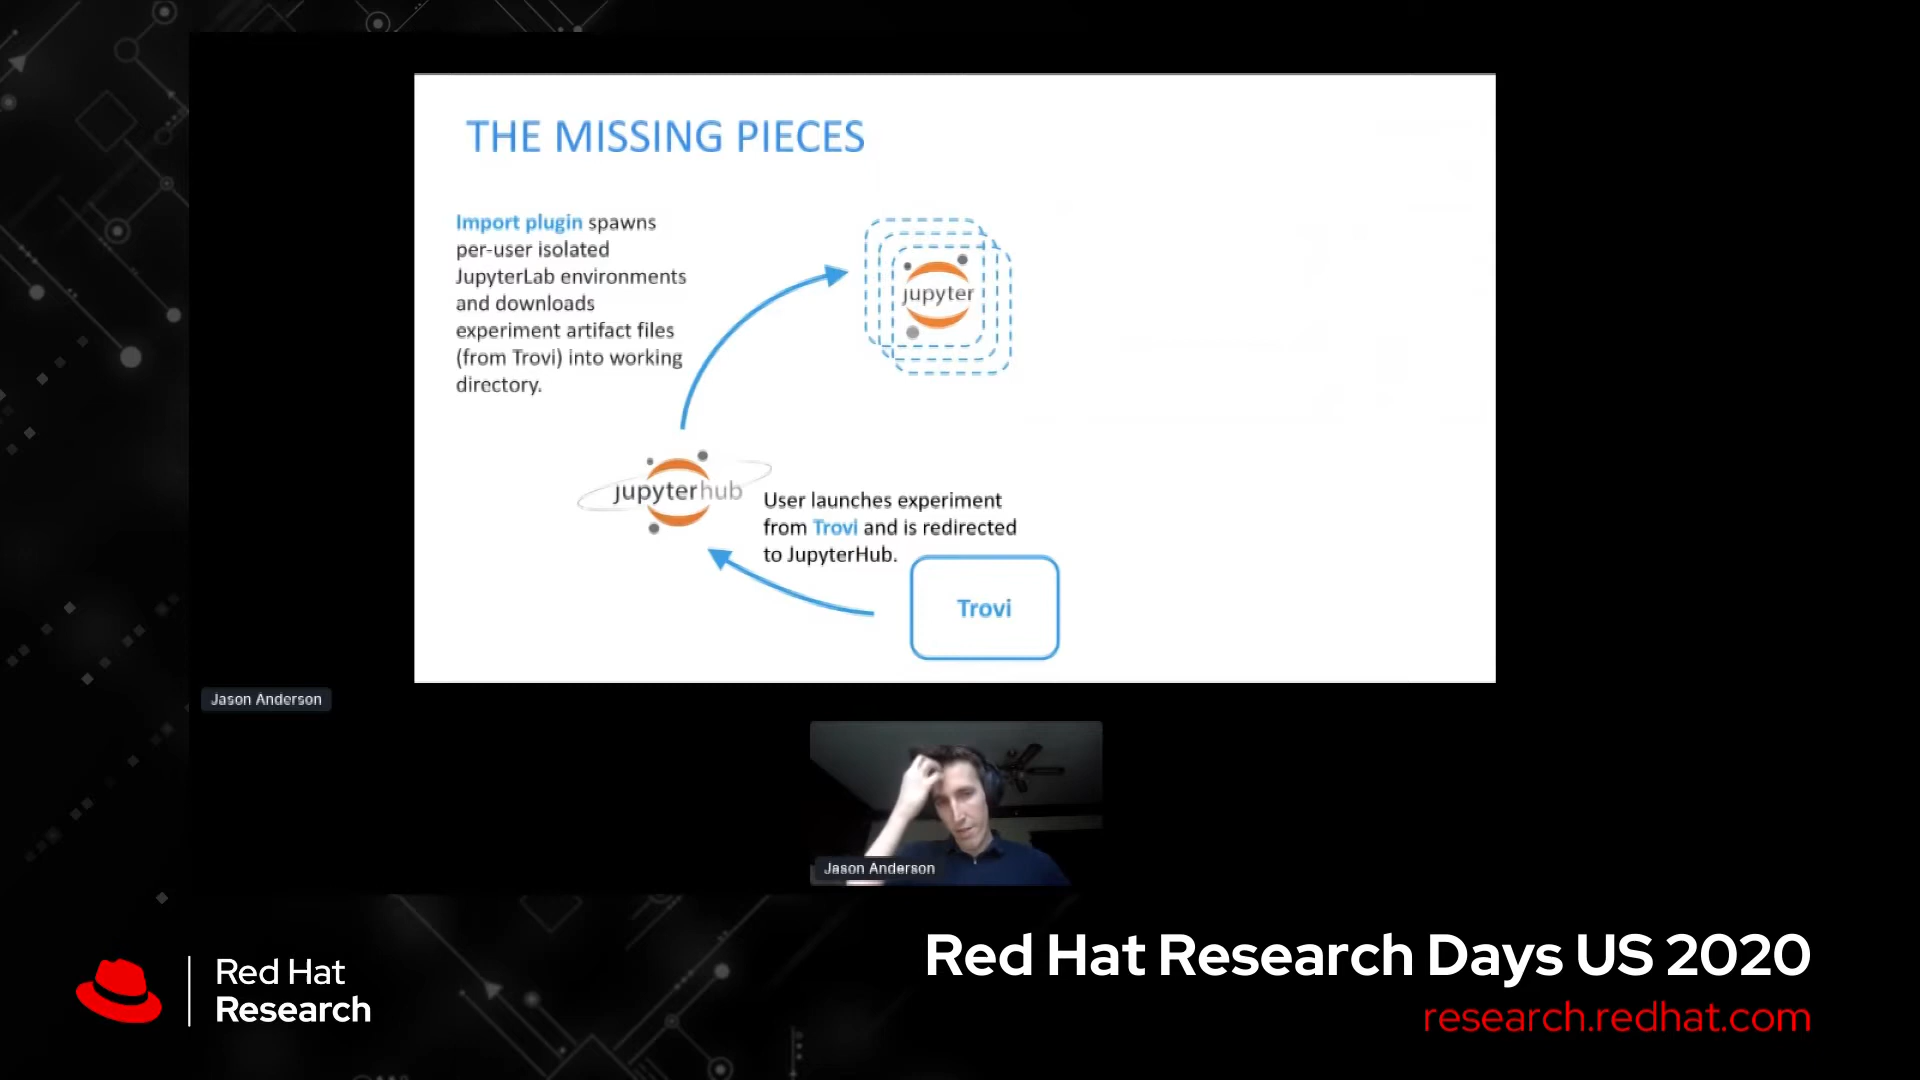 THE MISSING PIECES
Import plugin spawns
per-user isolated
JupyterLab environments
and downloads
experiment artifact files
(from Trovi) into working
directory.
jupyter
jupyterhub
User launches experiment
from Trovi and is redirected
to JupyterHub.
Trovi
Jason Anderson
Jason Anderson
Red Hat
Research
Red Hat Research Days US 2020
research.redhat.com